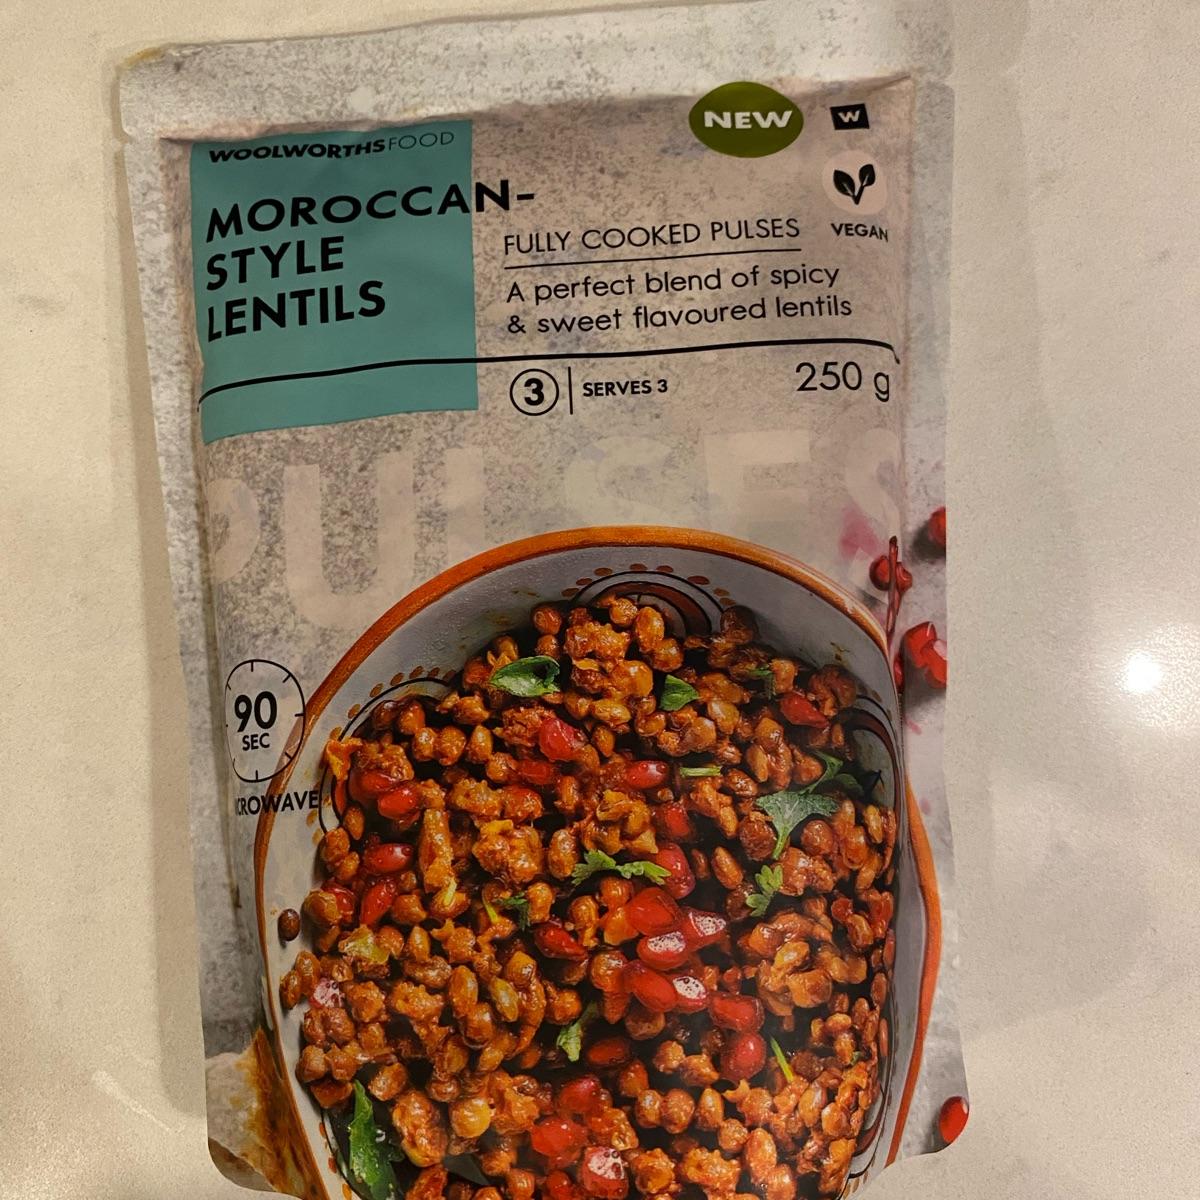 WOOLWORTHSFOOD
MOROCCAN-
STYLE
LENTILS
NEW
W
VEGAN
FULLY COOKED PULSES
A perfect blend of spicy
& sweet flavoured lentils
3 SERVES 3
250 g
PULSES
90
SEC
CROWAVE